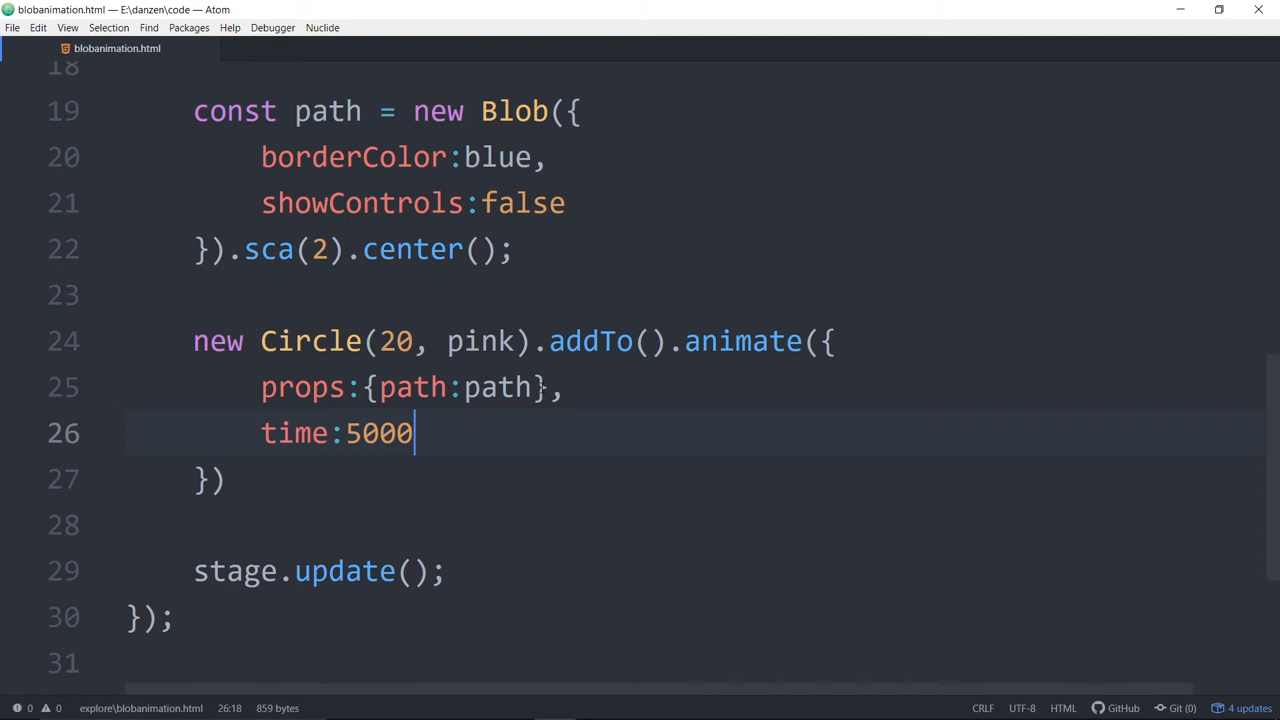 blobanimation.html — E:\danzen\code — Atom
File Edit View Selection Find Packages Help Debugger Nuclide
blobanimation.html
18
19 const path = new Blob({
20 borderColor:blue,
21 showControls:false
22 }).sca(2).center();
23
24 new Circle(20, pink).addTo().animate({
25 props:{path:path},
26 time:5000
27 })
28
29 stage.update();
30 });
31
0 0 explore\blobanimation.html 26:18 859 bytes CRLF UTF-8 HTML GitHub Git (0) 4 updates